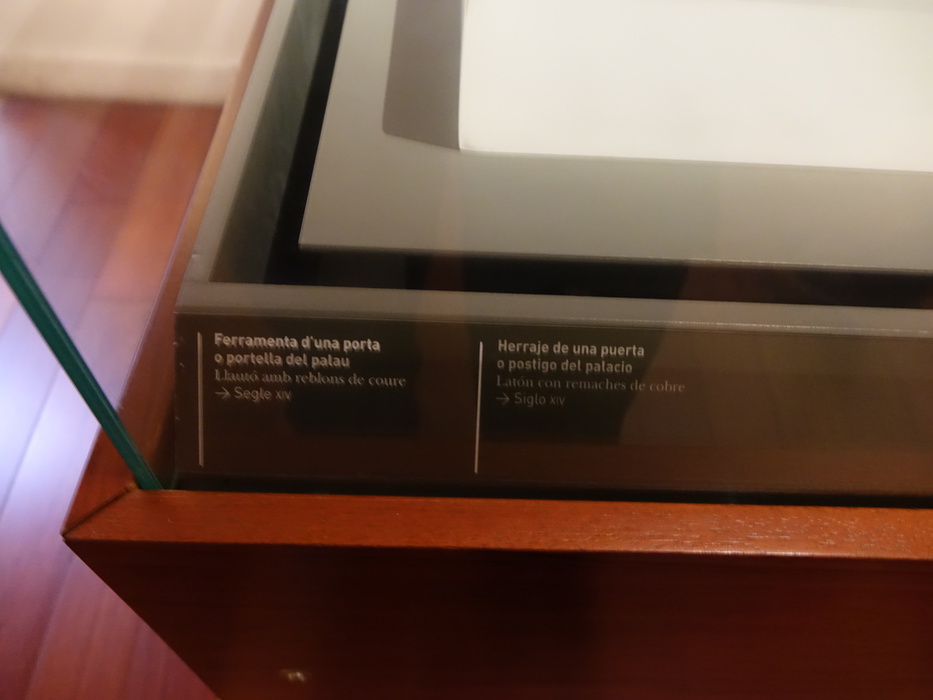 Ferramenta d'una porta
o portella del palau
Llautó amb reblons de coure
→ Segle XIV
Herraje de una puerta
o postigo del palacio
Latón con remaches de cobre
→ Siglo XIV